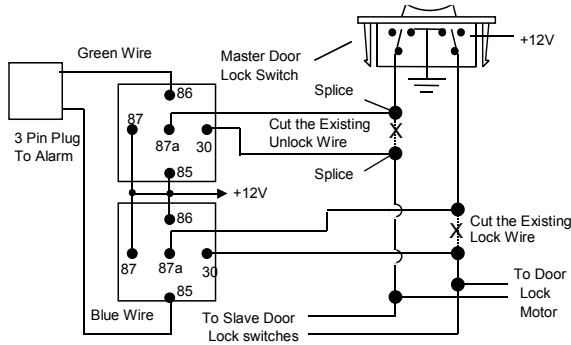 Green Wire
Master Door
Lock Switch
+12V
Splice
86
87
87a
30
Cut the Existing
Unlock Wire
3 Pin Plug
To Alarm
85
Splice
+12V
86
Cut the Existing
Lock Wire
87
87a
30
85
Blue Wire
To Slave Door
Lock switches
To Door
Lock
Motor
X
X